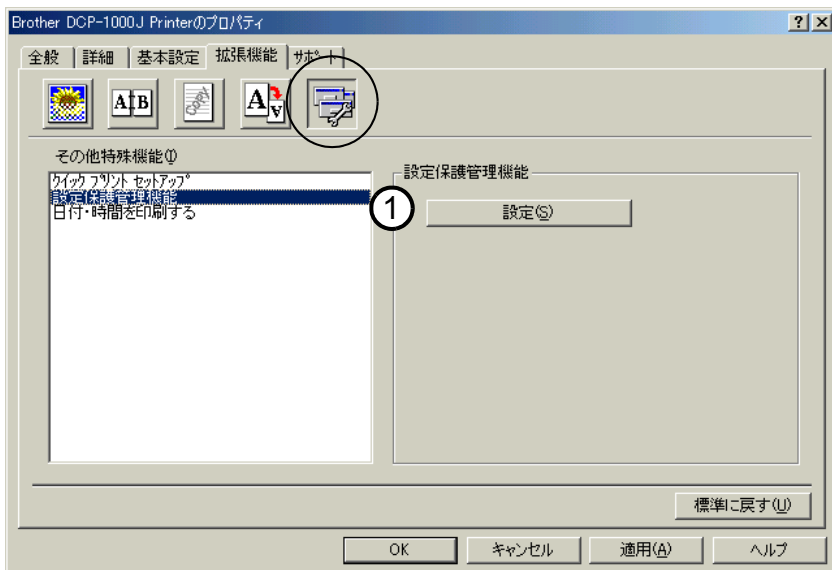 Brother DCP-1000J Printerのプロパティ
全般 詳細 基本設定 拡張機能 サポート
A B Copy A A
その他特殊機能(I)
クイック プリント セットアップ
設定保護管理機能
日付・時間を印刷する
設定保護管理機能
1 設定(S)
標準に戻す(U)
OK キャンセル 適用(A) ヘルプ